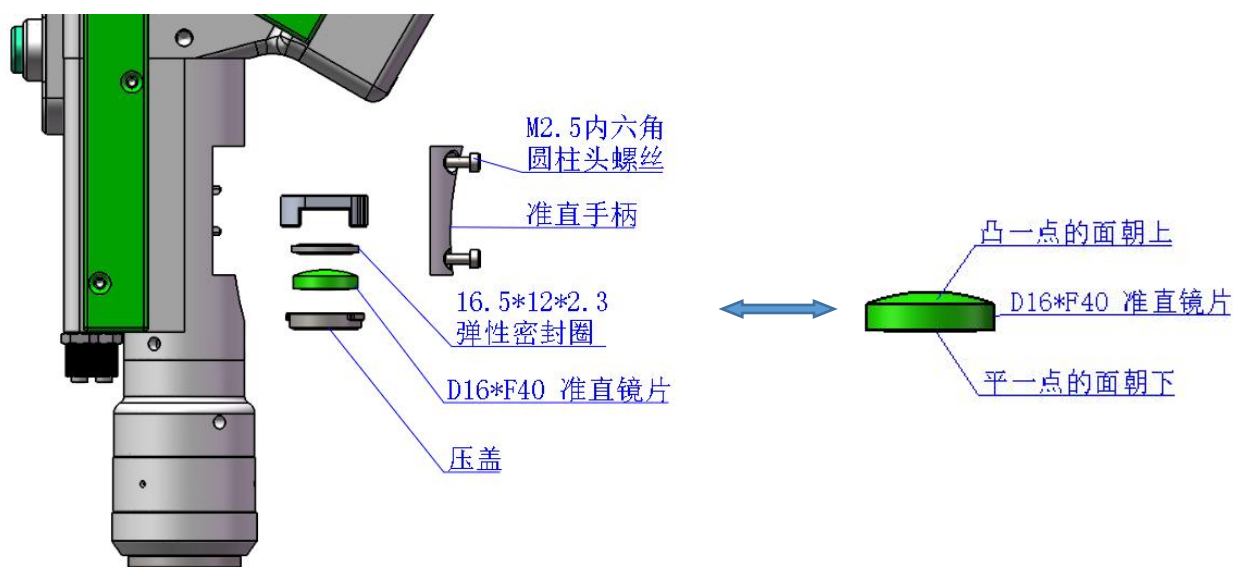 M2.5内六角
圆柱头螺丝
准直手柄
16.5*12*2.3
弹性密封圈
D16*F40 准直镜片
压盖
凸一点的面朝上
D16*F40 准直镜片
平一点的面朝下